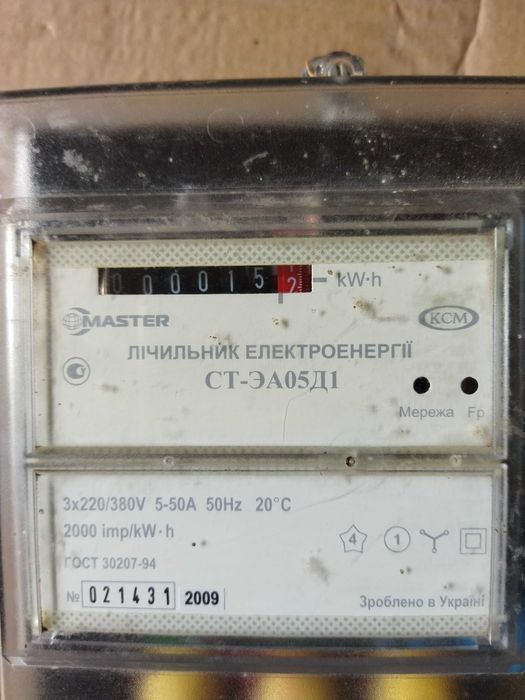 000015 2 kW·h
MASTER
КСМ
ЛІЧИЛЬНИК ЕЛЕКТРОЕНЕРГІЇ
СТ-ЭА05Д1
Мережа Fp
3x220/380V 5-50A 50Hz 20°C
2000 imp/kW·h
4 1
ГОСТ 30207-94
№ 021431 2009
Зроблено в Україні